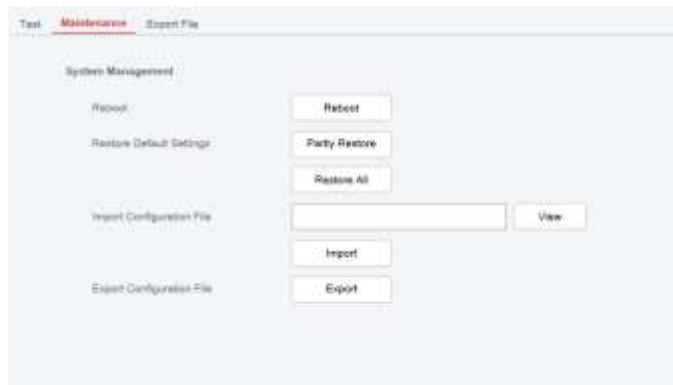 Test Maintenance Export File
System Management
Reboot Reboot
Restore Default Settings Partly Restore
Restore All
Import Configuration File View
Import
Export Configuration File Export